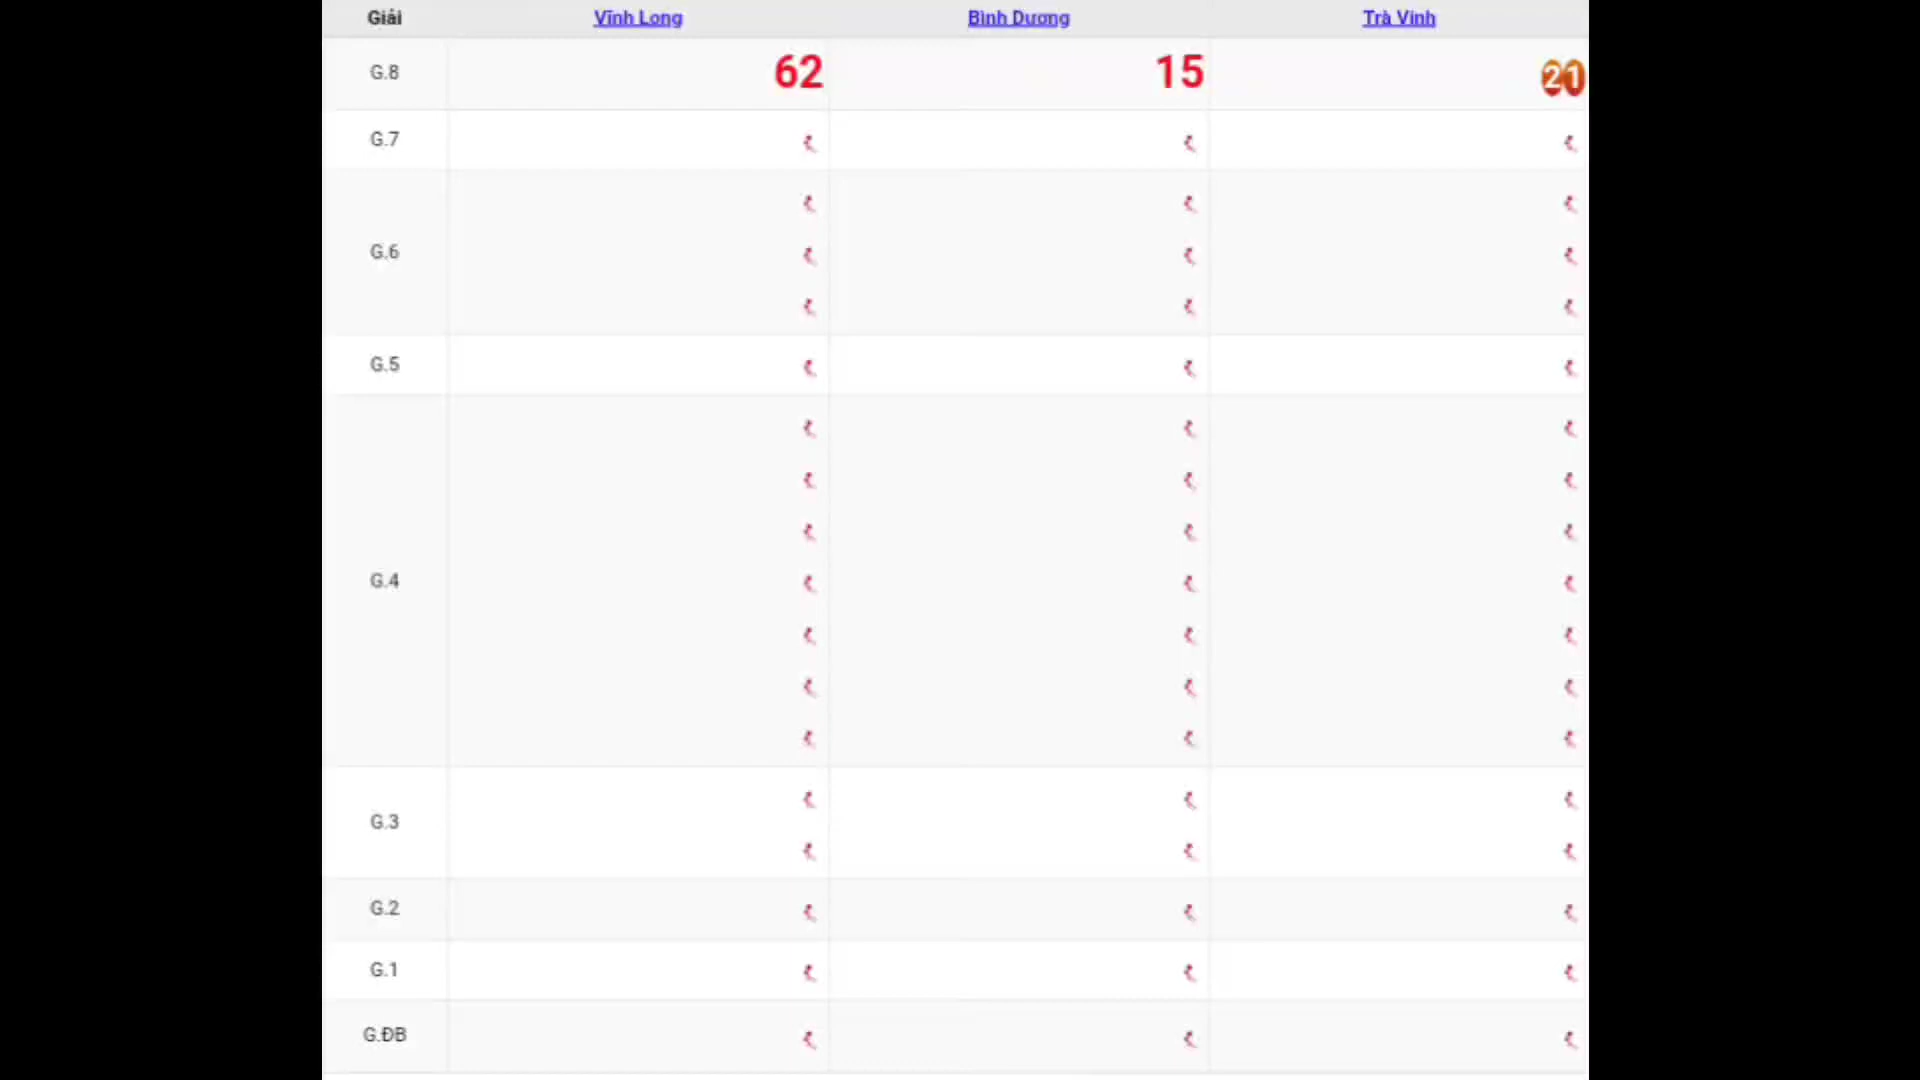 Giải Vĩnh Long Bình Dương Trà Vinh
G.8 62 15 21
G.7
G.6
G.5
G.4
G.3
G.2
G.1
G.ĐB